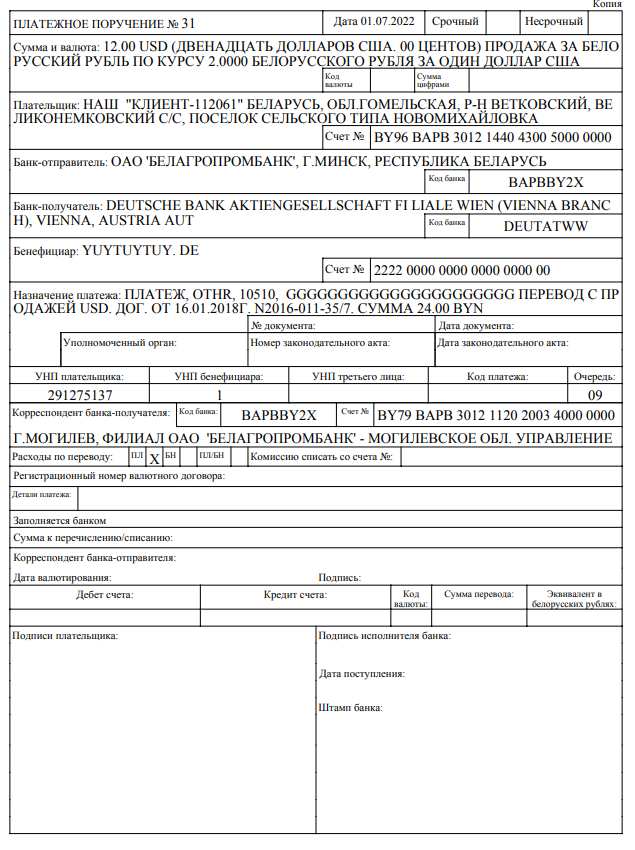 Копия
ПЛАТЕЖНОЕ ПОРУЧЕНИЕ № 31
Дата 01.07.2022
Срочный
Несрочный
Сумма и валюта: 12.00 USD (ДВЕНАДЦАТЬ ДОЛЛАРОВ США. 00 ЦЕНТОВ) ПРОДАЖА ЗА БЕЛО
РУССКИЙ РУБЛЬ ПО КУРСУ 2.0000 БЕЛОРУССКОГО РУБЛЯ ЗА ОДИН ДОЛЛАР США
Код валюты
Сумма цифрами
Плательщик: НАШ "КЛИЕНТ-112061" БЕЛАРУСЬ, ОБЛ.ГОМЕЛЬСКАЯ, Р-Н ВЕТКОВСКИЙ, ВЕ
ЛИКОНЕМКОВСКИЙ С/С, ПОСЕЛОК СЕЛЬСКОГО ТИПА НОВОМИХАЙЛОВКА
Счет № BY96 BAPB 3012 1440 4300 5000 0000
Банк-отправитель: ОАО 'БЕЛАГРОПРОМБАНК', Г.МИНСК, РЕСПУБЛИКА БЕЛАРУСЬ
Код банка BAPBBY2X
Банк-получатель: DEUTSCHE BANK AKTIENGESELLSCHAFT FI LIALE WIEN (VIENNA BRANC
H), VIENNA, AUSTRIA AUT
Код банка DEUTATWW
Бенефициар: YUYTUYTUY. DE
Счет № 2222 0000 0000 0000 0000 00
Назначение платежа: ПЛАТЕЖ, OTHR, 10510, GGGGGGGGGGGGGGGGGGGGGG ПЕРЕВОД С ПР
ОДАЖЕЙ USD. ДОГ. ОТ 16.01.2018Г. N2016-011-35/7. СУММА 24.00 BYN
№ документа:
Дата документа:
Уполномоченный орган:
Номер законодательного акта:
Дата законодательного акта:
УНП плательщика:
УНП бенефициара:
УНП третьего лица:
Код платежа:
Очередь:
291275137
1
09
Корреспондент банка-получателя:
Код банка: BAPBBY2X
Счет № BY79 BAPB 3012 1120 2003 4000 0000
Г.МОГИЛЕВ, ФИЛИАЛ ОАО 'БЕЛАГРОПРОМБАНК' - МОГИЛЕВСКОЕ ОБЛ. УПРАВЛЕНИЕ
Расходы по переводу: ПЛ X БН ПЛ/БН Комиссию списать со счета №:
Регистрационный номер валютного договора:
Детали платежа:
Заполняется банком
Сумма к перечислению/списанию:
Корреспондент банка-отправителя:
Дата валютирования:
Подпись:
Дебет счета:
Кредит счета:
Код валюты:
Сумма перевода:
Эквивалент в белорусских рублях:
Подписи плательщика:
Подпись исполнителя банка:
Дата поступления:
Штамп банка: